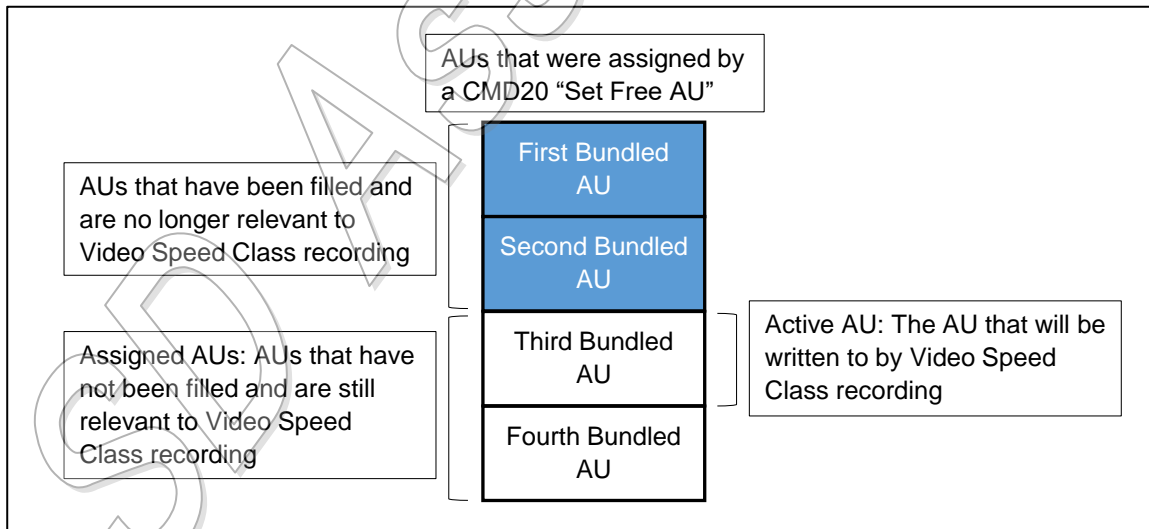 AUs that were assigned by
a CMD20 “Set Free AU”
First Bundled
AU
AUs that have been filled and
are no longer relevant to
Video Speed Class recording
Second Bundled
AU
Assigned AUs: AUs that have
not been filled and are still
relevant to Video Speed
Class recording
Third Bundled
AU
Active AU: The AU that will be
written to by Video Speed
Class recording
Fourth Bundled
AU
SD Ass